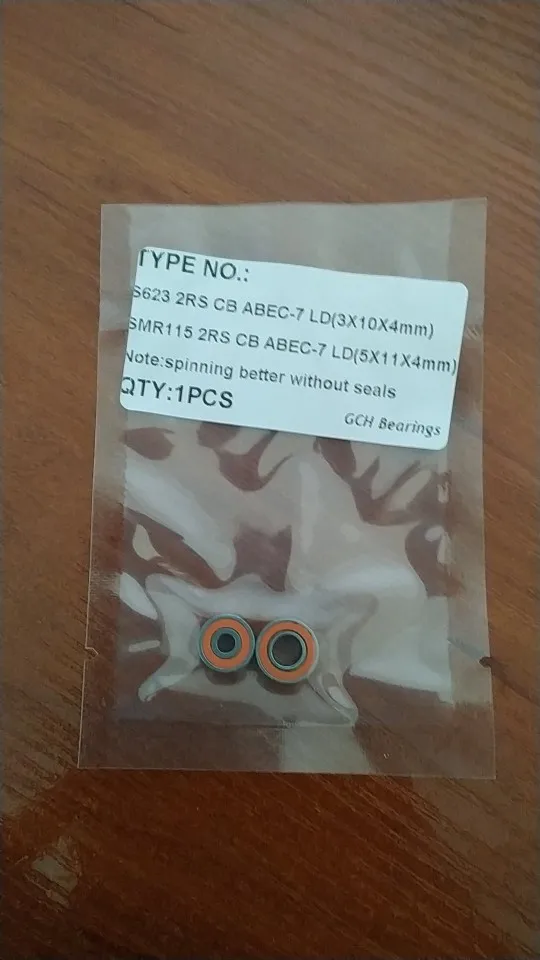 TYPE NO.:
S623 2RS CB ABEC-7 LD(3X10X4mm)
SMR115 2RS CB ABEC-7 LD(5X11X4mm)
Note:spinning better without seals
QTY:1PCS
GCH Bearings